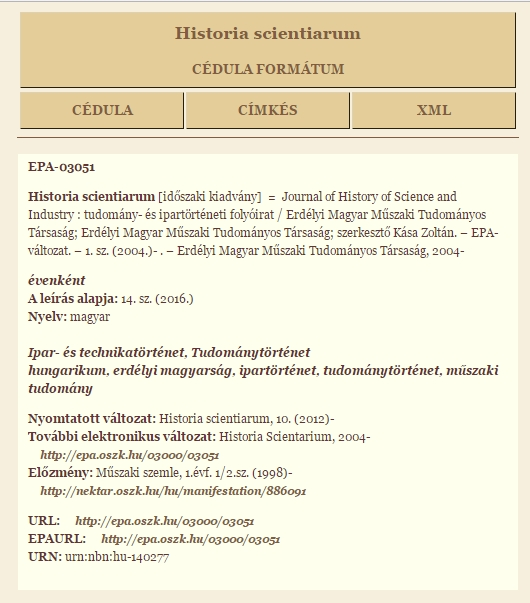 Historia scientiarum
CÉDULA FORMÁTUM
CÉDULA
CÍMKÉS
XML
EPA-03051
Historia scientiarum [időszaki kiadvány]  =  Journal of History of Science and
Industry : tudomány- és ipartörténeti folyóirat / Erdélyi Magyar Műszaki Tudományos
Társaság; Erdélyi Magyar Műszaki Tudományos Társaság; szerkesztő Kása Zoltán. – EPA-
változat. – 1. sz. (2004.)- . – Erdélyi Magyar Műszaki Tudományos Társaság, 2004-
évenként
A leírás alapja: 14. sz. (2016.)
Nyelv: magyar
Ipar- és technikatörténet, Tudománytörténet
hungarikum, erdélyi magyarság, ipartörténet, tudománytörténet, műszaki
tudomány
Nyomtatott változat: Historia scientiarum, 10. (2012)-
További elektronikus változat: Historia Scientarium, 2004-
http://epa.oszk.hu/03000/03051
Előzmény: Műszaki szemle, 1.évf. 1/2.sz. (1998)-
http://nektar.oszk.hu/hu/manifestation/886091
URL: http://epa.oszk.hu/03000/03051
EPAURL: http://epa.oszk.hu/03000/03051
URN: urn:nbn:hu-140277